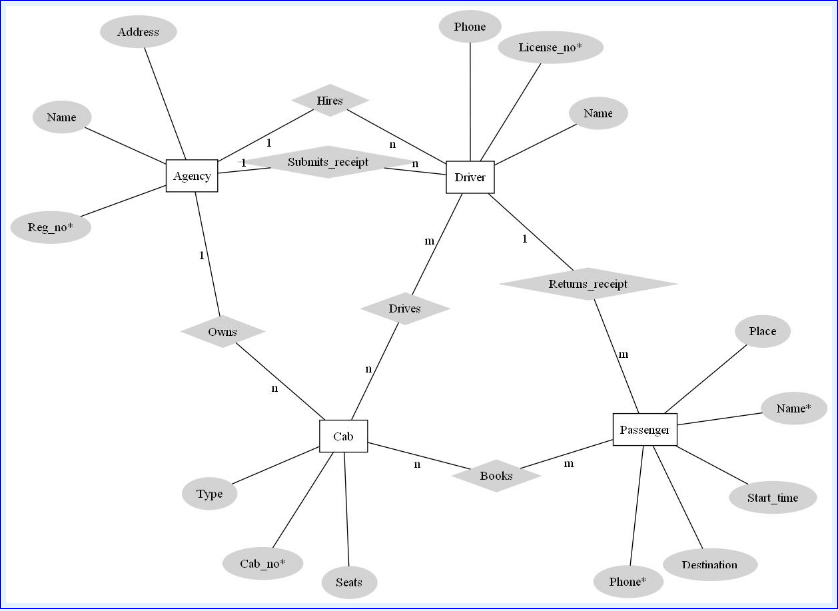 Phone
Address
License_no*
Hires
Name
Name
1
n
Submits_receipt
1
n
Agency
Driver
Reg_no*
m
1
1
Returns_receipt
Drives
Owns
Place
m
n
n
Name*
Passenger
Cab
n
m
Books
Type
Start_time
Cab_no*
Destination
Seats
Phone*